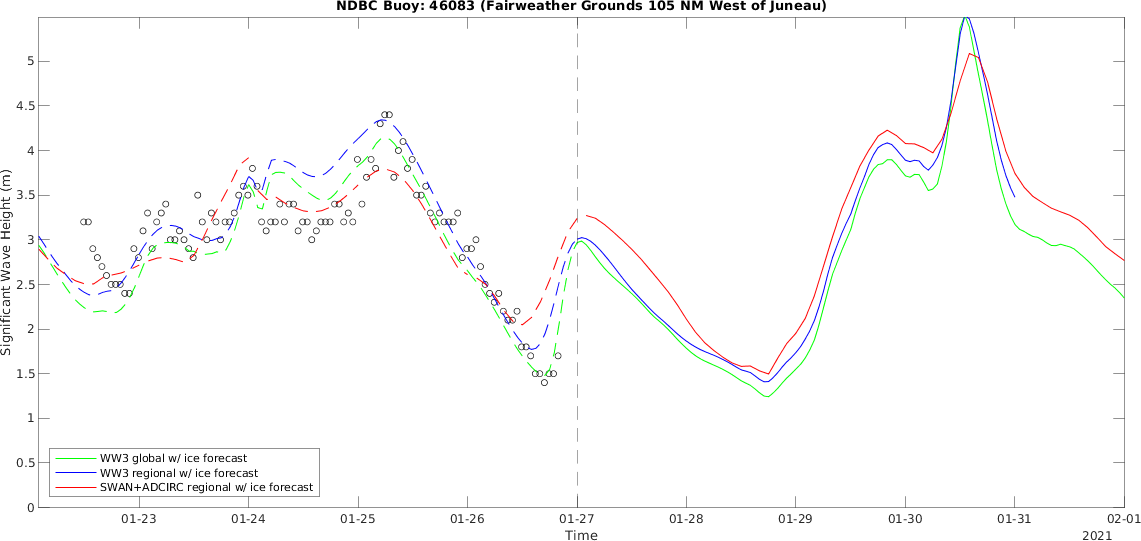 NDBC Buoy: 46083 (Fairweather Grounds 105 NM West of Juneau)
Significant Wave Height (m)
5
4.5
4
3.5
3
2.5
2
1.5
1
0.5
0
WW3 global w/ ice forecast
WW3 regional w/ ice forecast
SWAN+ADCIRC regional w/ ice forecast
01-23 01-24 01-25 01-26 01-27 01-28 01-29 01-30 01-31 02-01
Time
2021